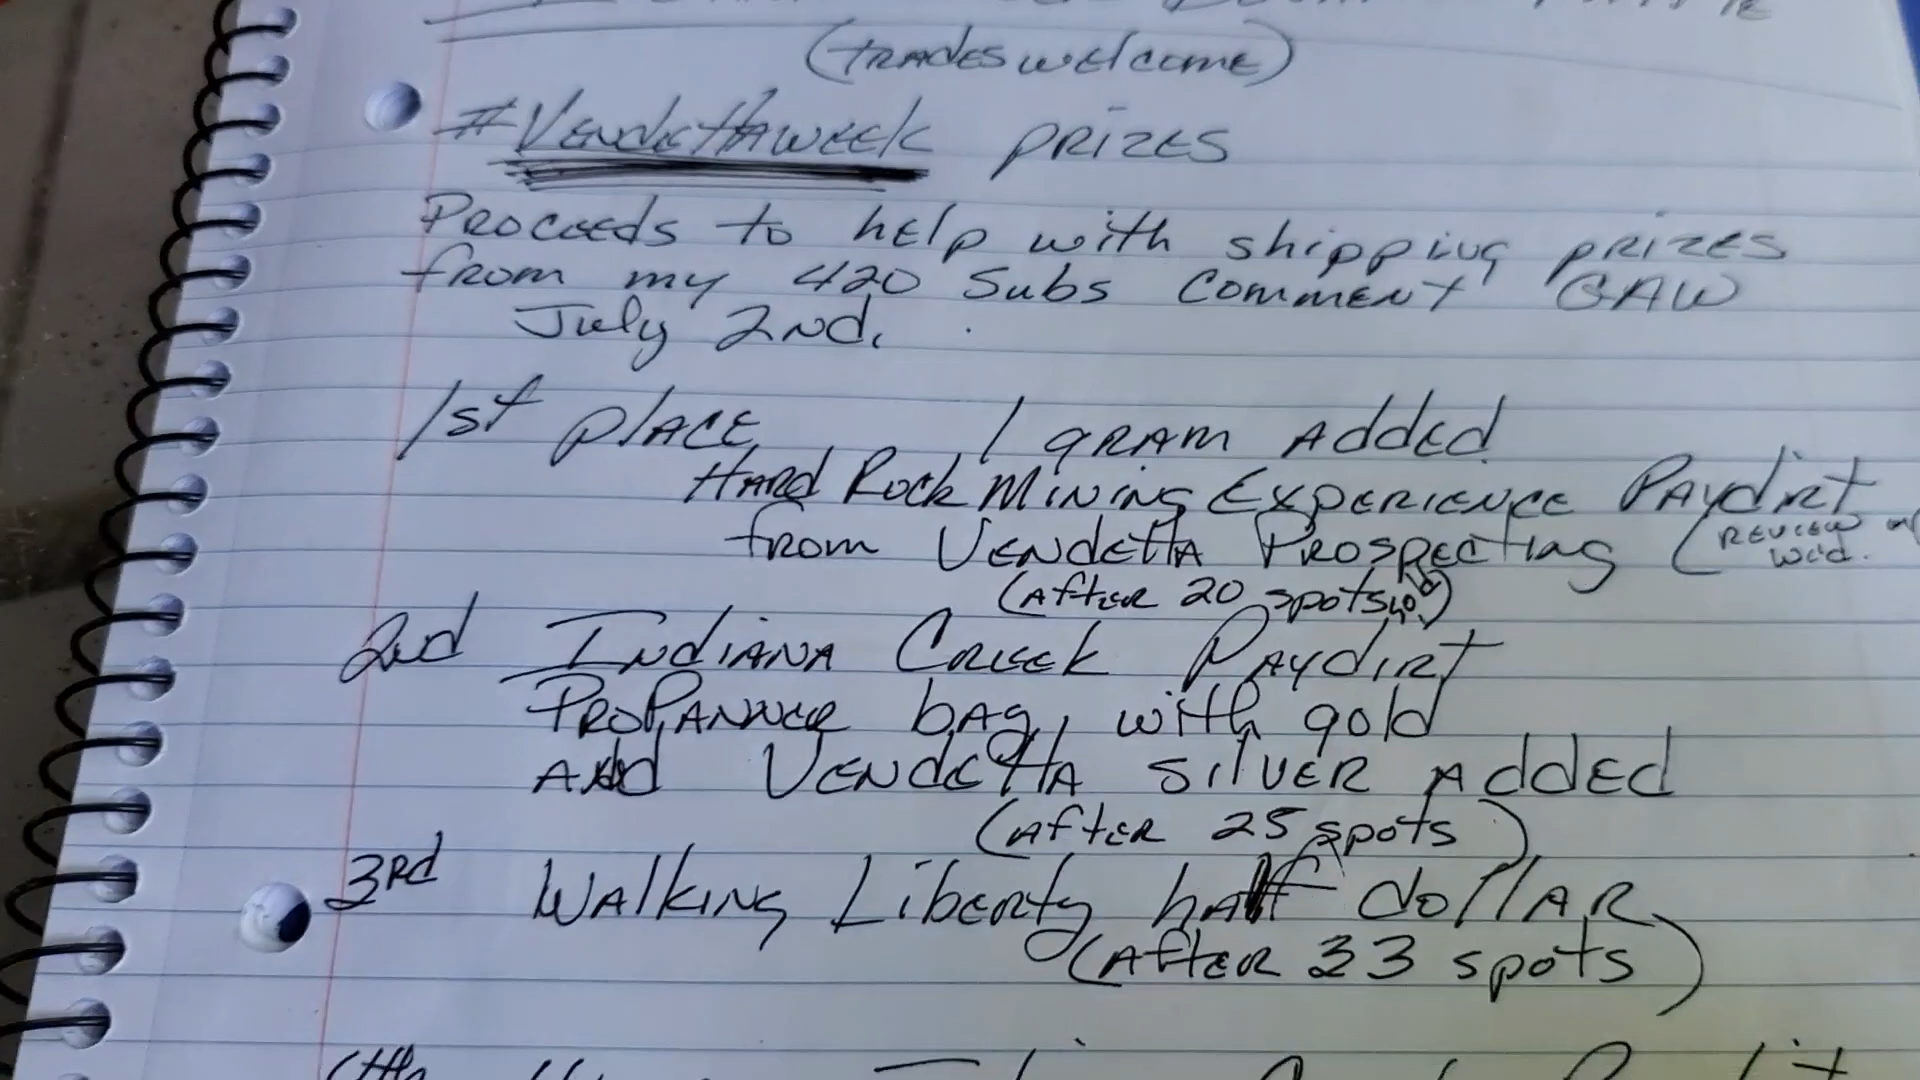 (trades welcome)
#VendettaWeek prizes
Proceeds to help with shipping prizes
from my 420 Subs Comment GAW
July 2nd.
1st place 1 gram added
Hard Rock Mining Experience Paydirt
from Vendetta Prospecting (Review on
Wed.
(after 20 spots sold)
2nd Indiana Creek Paydirt
ProPanner bag, with gold
and Vendetta silver added
(after 25 spots)
3rd Walking Liberty half dollar
(after 33 spots)